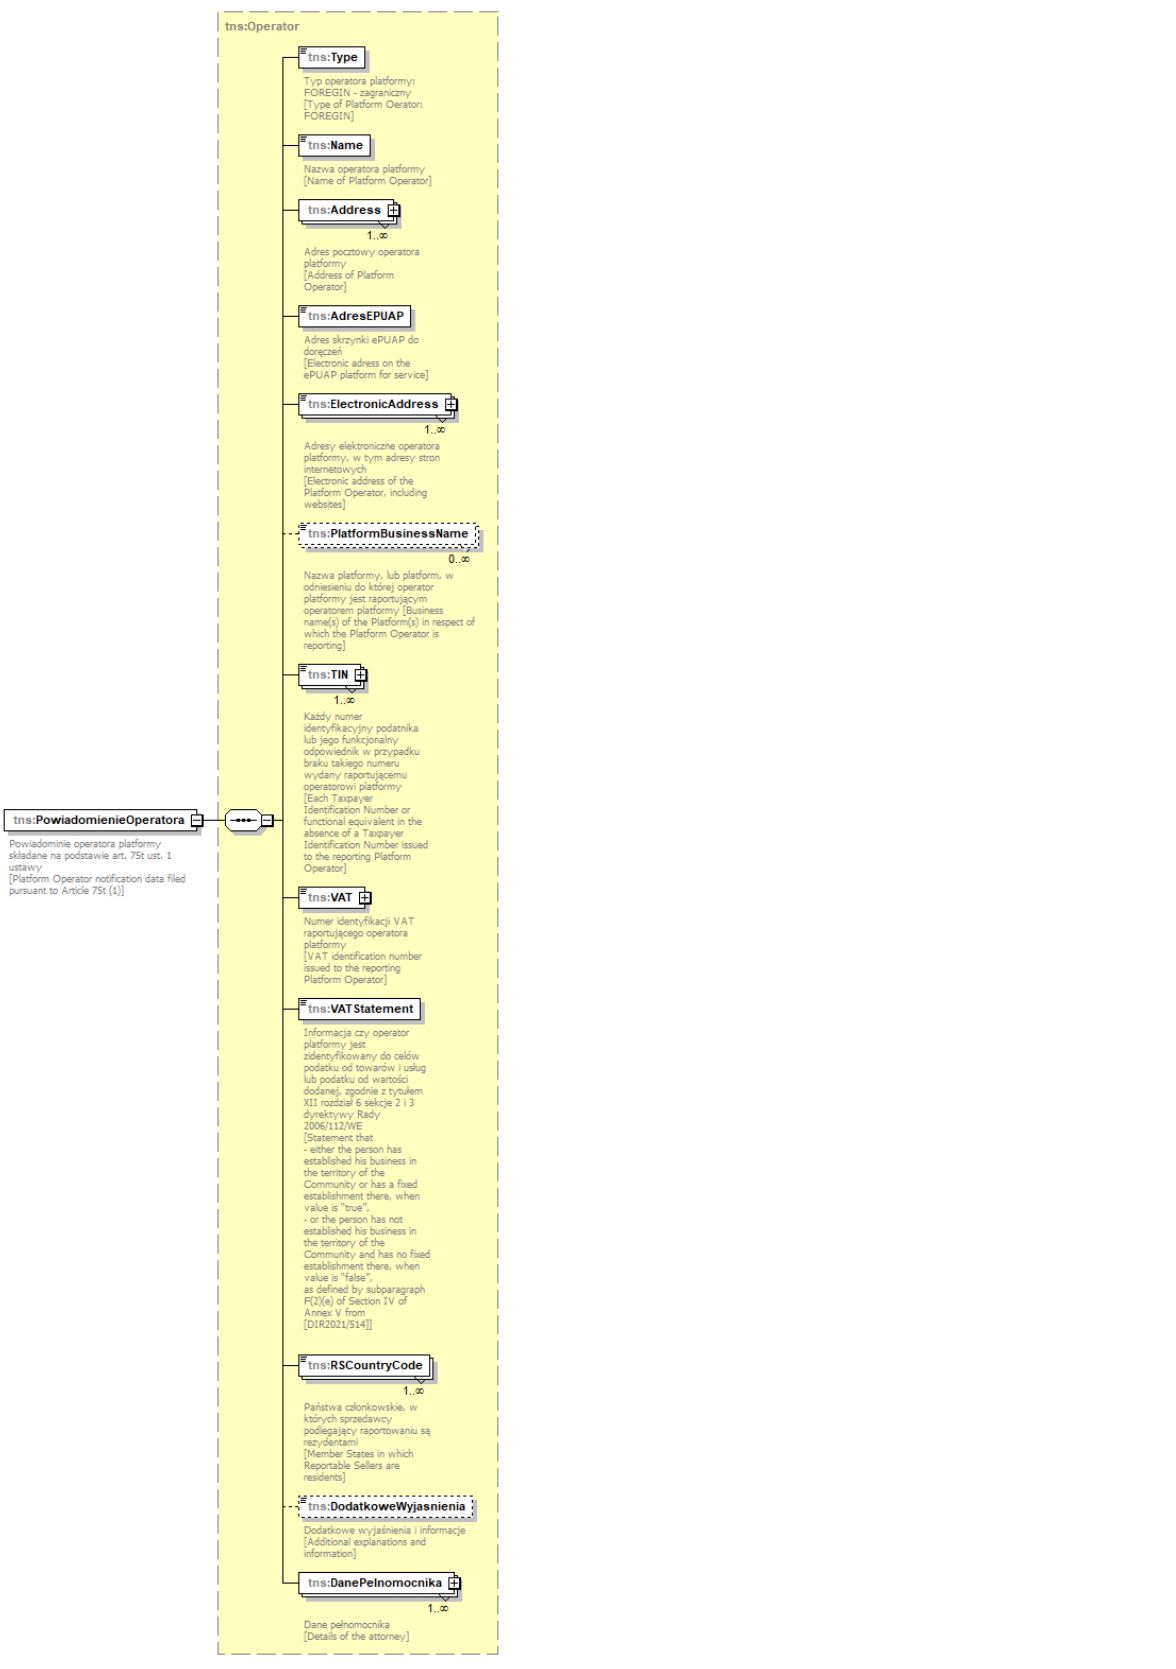 tns:Operator
tns:Type
Typ operatora platformy:
FOREGIN - zagraniczny
[Type of Platform Oerator:
FOREGIN]
tns:Name
Nazwa operatora platformy
[Name of Platform Operator]
tns:Address
1..∞
Adres pocztowy operatora
platformy
[Address of Platform
Operator]
tns:AdresEPUAP
Adres skrzynki ePUAP do
doręczeń
[Electronic adress on the
ePUAP platform for service]
tns:ElectronicAddress
1..∞
Adresy elektroniczne operatora
platformy, w tym adresy stron
internetowych
[Electronic address of the
Platform Operator, including
websites]
tns:PlatformBusinessName
0..∞
Nazwa platformy, lub platform, w
odniesieniu do której operator
platformy jest raportującym
operatorem platformy [Business
name(s) of the Platform(s) in respect of
which the Platform Operator is
reporting]
tns:TIN
1..∞
Każdy numer
identyfikacyjny podatnika
lub jego funkcjonalny
odpowiednik w przypadku
braku takiego numeru
wydany raportującemu
operatorowi platformy
[Each Taxpayer
Identification Number or
functional equivalent in the
absence of a Taxpayer
Identification Number issued
to the reporting Platform
Operator]
tns:PowiadomienieOperatora
Powiadominie operatora platformy
składane na podstawie art. 75t ust. 1
ustawy
[Platform Operator notification data filed
pursuant to Article 75t (1)]
tns:VAT
Numer identyfikacji VAT
raportującego operatora
platformy
[VAT identification number
issued to the reporting
Platform Operator]
tns:VATStatement
Informacja czy operator
platformy jest
zidentyfikowany do celów
podatku od towarów i usług
lub podatku od wartości
dodanej, zgodnie z tytułem
XII rozdział 6 sekcje 2 i 3
dyrektywy Rady
2006/112/WE
[Statement that
- either the person has
established his business in
the territory of the
Community or has a fixed
establishment there, when
value is "true",
- or the person has not
established his business in
the territory of the
Community and has no fixed
establishment there, when
value is "false",
as defined by subparagraph
F(2)(e) of Section IV of
Annex V from
[DIR2021/514]]
tns:RSCountryCode
1..∞
Państwa członkowskie, w
których sprzedawcy
podlegający raportowaniu są
rezydentami
[Member States in which
Reportable Sellers are
residents]
tns:DodatkoweWyjasnienia
Dodatkowe wyjaśnienia i informacje
[Additional explanations and
information]
tns:DanePelnomocnika
1..∞
Dane pełnomocnika
[Details of the attorney]